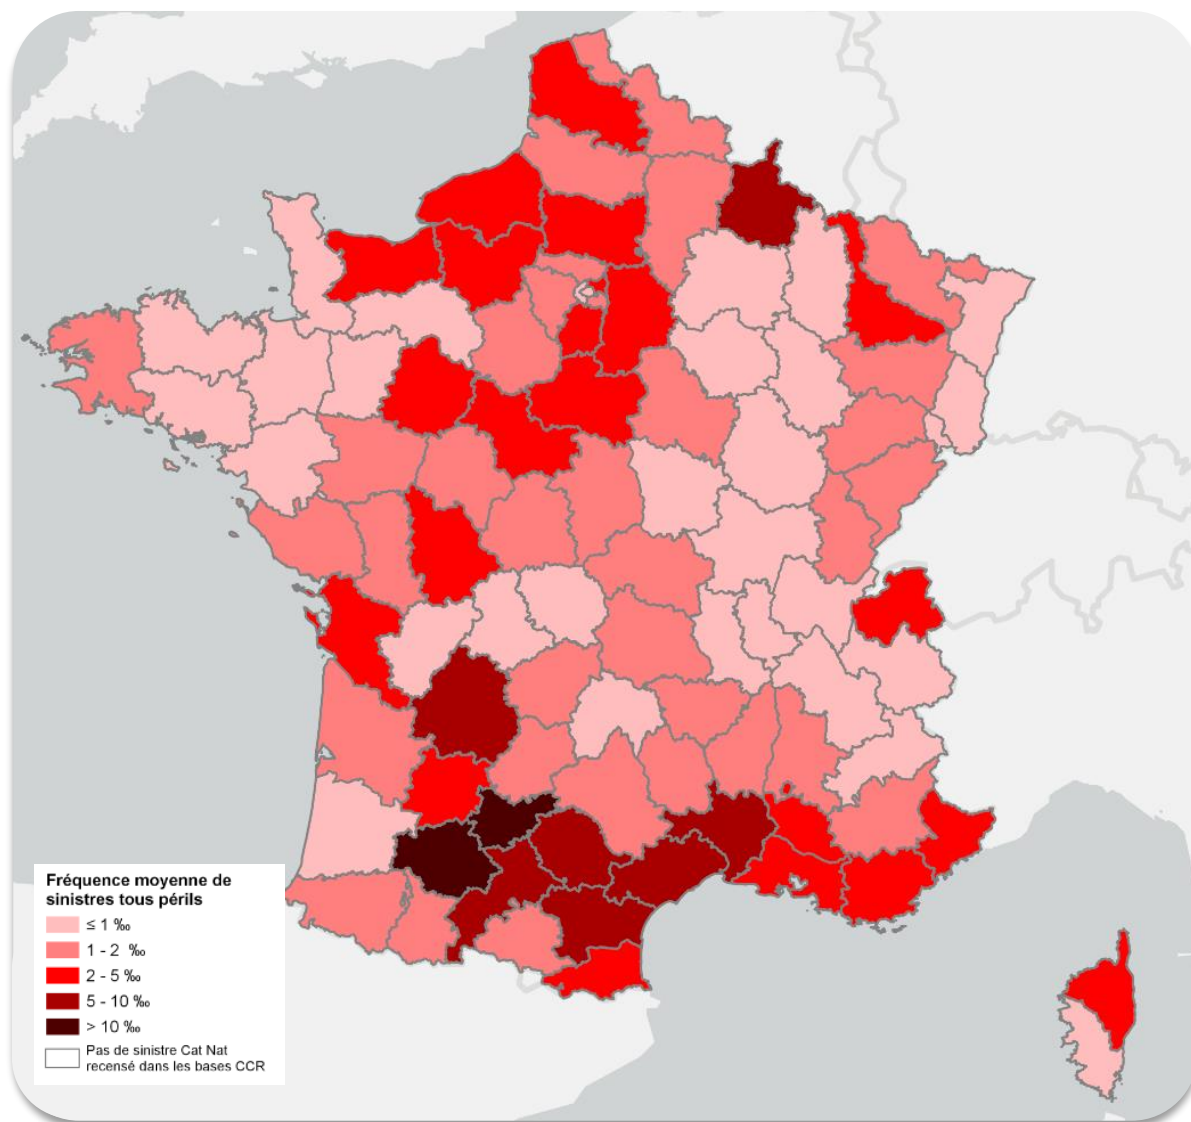 Fréquence moyenne de
sinistres tous périls
≤ 1 ‰
1 - 2 ‰
2 - 5 ‰
5 - 10 ‰
> 10 ‰
Pas de sinistre Cat Nat
recensé dans les bases CCR